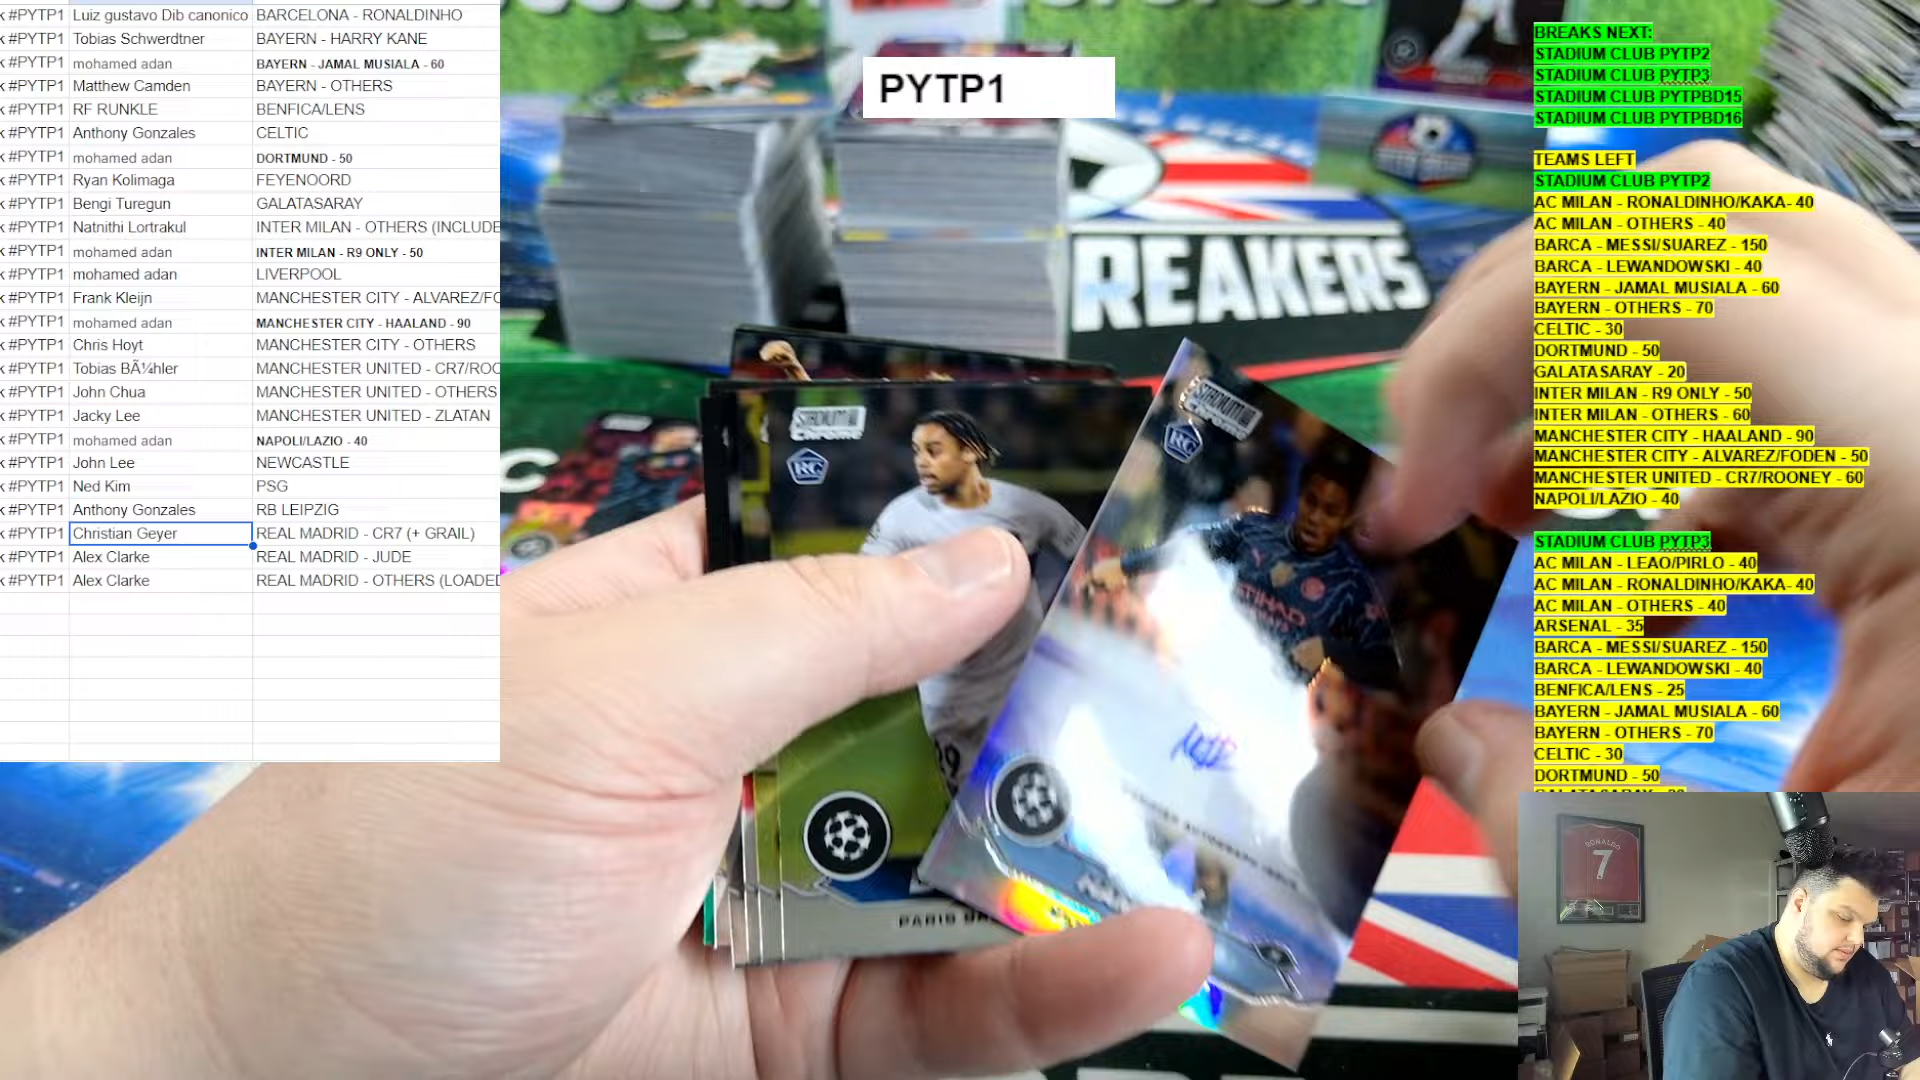 k #PYTP1 Luiz gustavo Dib canonico BARCELONA - RONALDINHO
k #PYTP1 Tobias Schwerdtner BAYERN - HARRY KANE
k #PYTP1 mohamed adan BAYERN - JAMAL MUSIALA - 60
k #PYTP1 Matthew Camden BAYERN - OTHERS
k #PYTP1 RF RUNKLE BENFICA/LENS
k #PYTP1 Anthony Gonzales CELTIC
k #PYTP1 mohamed adan DORTMUND - 50
k #PYTP1 Ryan Kolimaga FEYENOORD
k #PYTP1 Bengi Turegun GALATASARAY
k #PYTP1 Natnithi Lortrakul INTER MILAN - OTHERS (INCLUDE
k #PYTP1 mohamed adan INTER MILAN - R9 ONLY - 50
k #PYTP1 mohamed adan LIVERPOOL
k #PYTP1 Frank Kleijn MANCHESTER CITY - ALVAREZ/FO
k #PYTP1 mohamed adan MANCHESTER CITY - HAALAND - 90
k #PYTP1 Chris Hoyt MANCHESTER CITY - OTHERS
k #PYTP1 Tobias BÃ¼hler MANCHESTER UNITED - CR7/ROO
k #PYTP1 John Chua MANCHESTER UNITED - OTHERS
k #PYTP1 Jacky Lee MANCHESTER UNITED - ZLATAN
k #PYTP1 mohamed adan NAPOLI/LAZIO - 40
k #PYTP1 John Lee NEWCASTLE
k #PYTP1 Ned Kim PSG
k #PYTP1 Anthony Gonzales RB LEIPZIG
k #PYTP1 Christian Geyer REAL MADRID - CR7 (+ GRAIL)
k #PYTP1 Alex Clarke REAL MADRID - JUDE
k #PYTP1 Alex Clarke REAL MADRID - OTHERS (LOADED
PYTP1
REAKERS
STADIUM
Chrome
RC
PARIS
STADIUM
Chrome
RC
ETIHAD
BREAKS NEXT:
STADIUM CLUB PYTP2
STADIUM CLUB PYTP3
STADIUM CLUB PYTPBD15
STADIUM CLUB PYTPBD16
TEAMS LEFT
STADIUM CLUB PYTP2
AC MILAN - RONALDINHO/KAKA- 40
AC MILAN - OTHERS - 40
BARCA - MESSI/SUAREZ - 150
BARCA - LEWANDOWSKI - 40
BAYERN - JAMAL MUSIALA - 60
BAYERN - OTHERS - 70
CELTIC - 30
DORTMUND - 50
GALATASARAY - 20
INTER MILAN - R9 ONLY - 50
INTER MILAN - OTHERS - 60
MANCHESTER CITY - HAALAND - 90
MANCHESTER CITY - ALVAREZ/FODEN - 50
MANCHESTER UNITED - CR7/ROONEY - 60
NAPOLI/LAZIO - 40
STADIUM CLUB PYTP3
AC MILAN - LEAO/PIRLO - 40
AC MILAN - RONALDINHO/KAKA- 40
AC MILAN - OTHERS - 40
ARSENAL - 35
BARCA - MESSI/SUAREZ - 150
BARCA - LEWANDOWSKI - 40
BENFICA/LENS - 25
BAYERN - JAMAL MUSIALA - 60
BAYERN - OTHERS - 70
CELTIC - 30
DORTMUND - 50
RONALDO
7